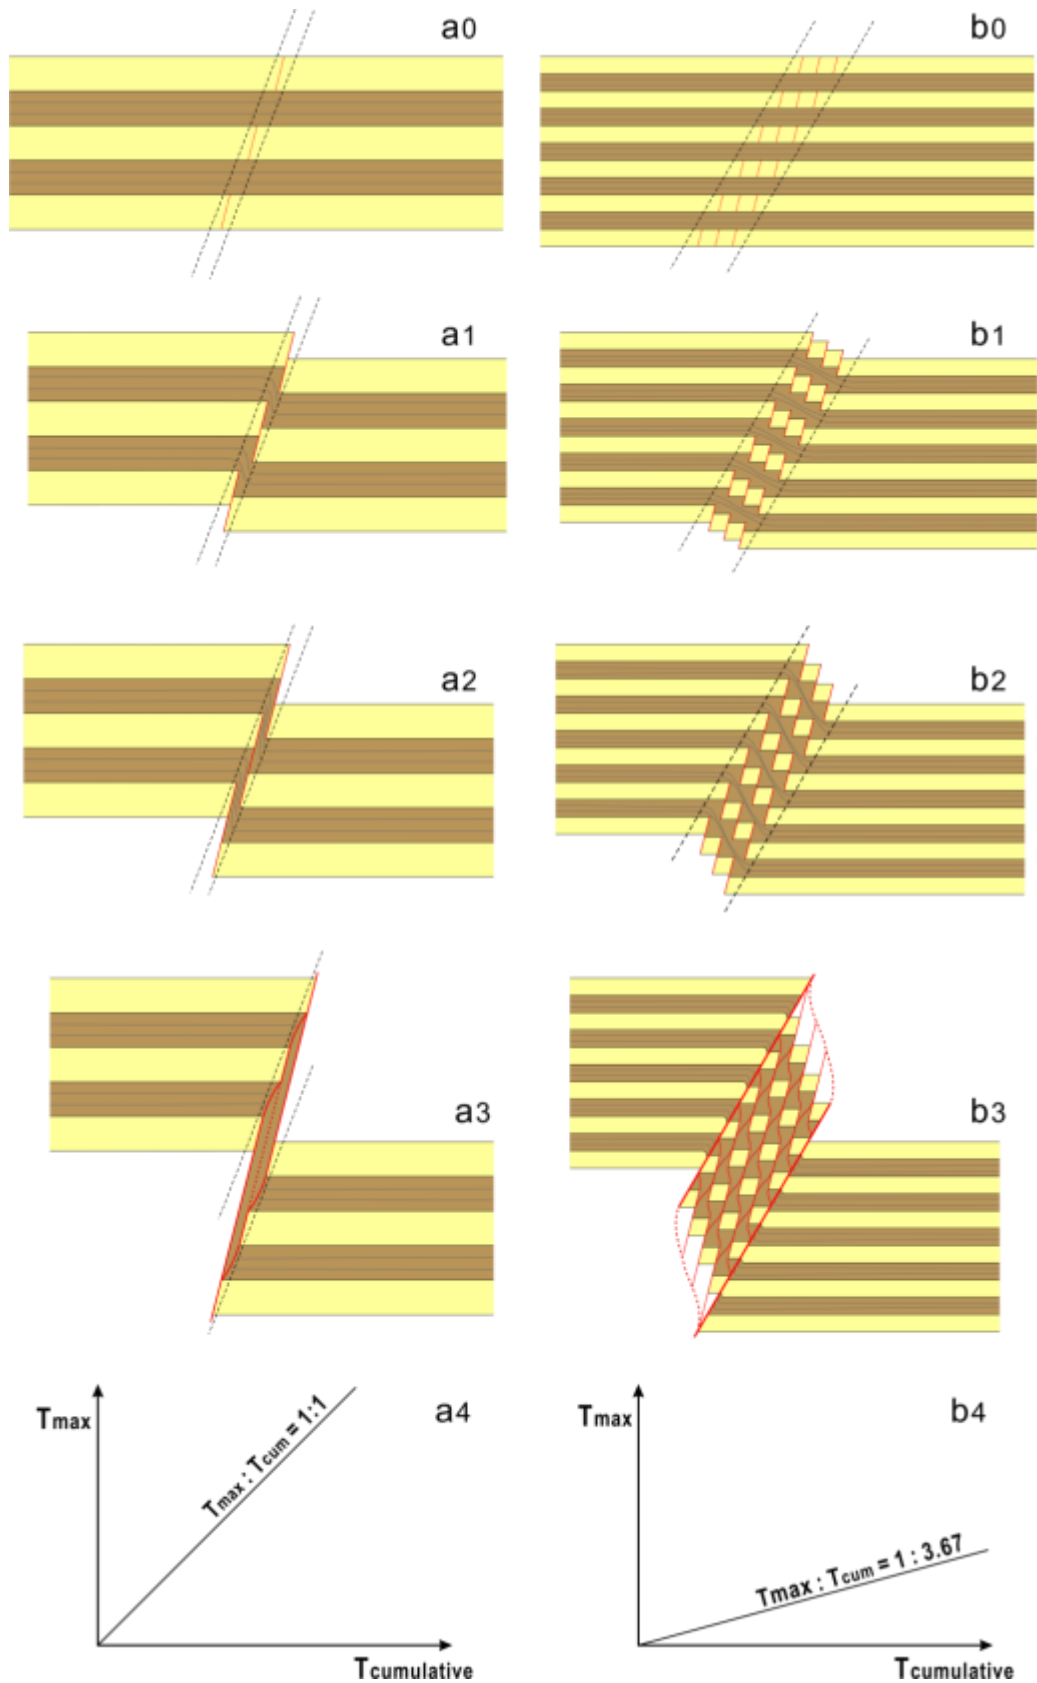 a0
b0
a1
b1
a2
b2
a3
b3
a4
Tmax
Tmax : Tcum = 1:1
Tcumulative
b4
Tmax
Tmax : Tcum = 1 : 3.67
Tcumulative